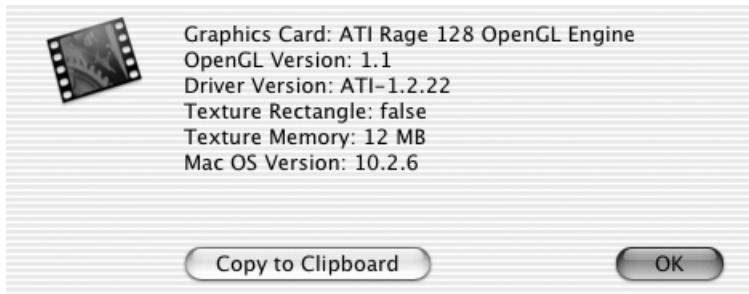 Graphics Card: ATI Rage 128 OpenGL Engine
OpenGL Version: 1.1
Driver Version: ATI-1.2.22
Texture Rectangle: false
Texture Memory: 12 MB
Mac OS Version: 10.2.6
Copy to Clipboard
OK